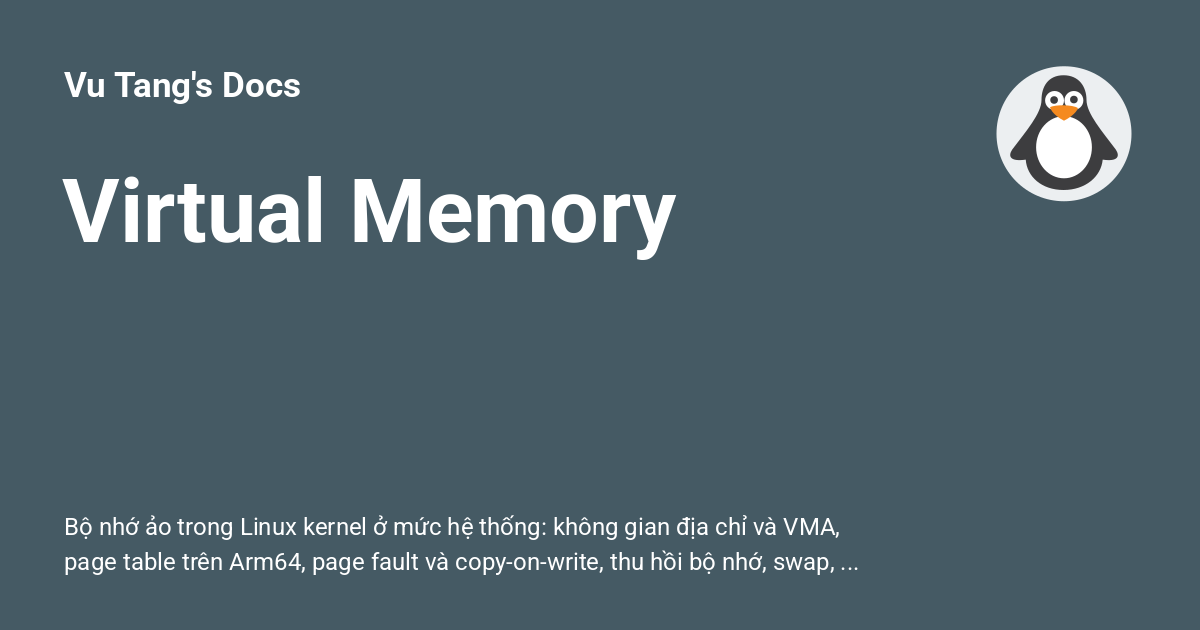 Vu Tang's Docs
Virtual Memory
Bộ nhớ ảo trong Linux kernel ở mức hệ thống: không gian địa chỉ và VMA,
page table trên Arm64, page fault và copy-on-write, thu hồi bộ nhớ, swap, ...